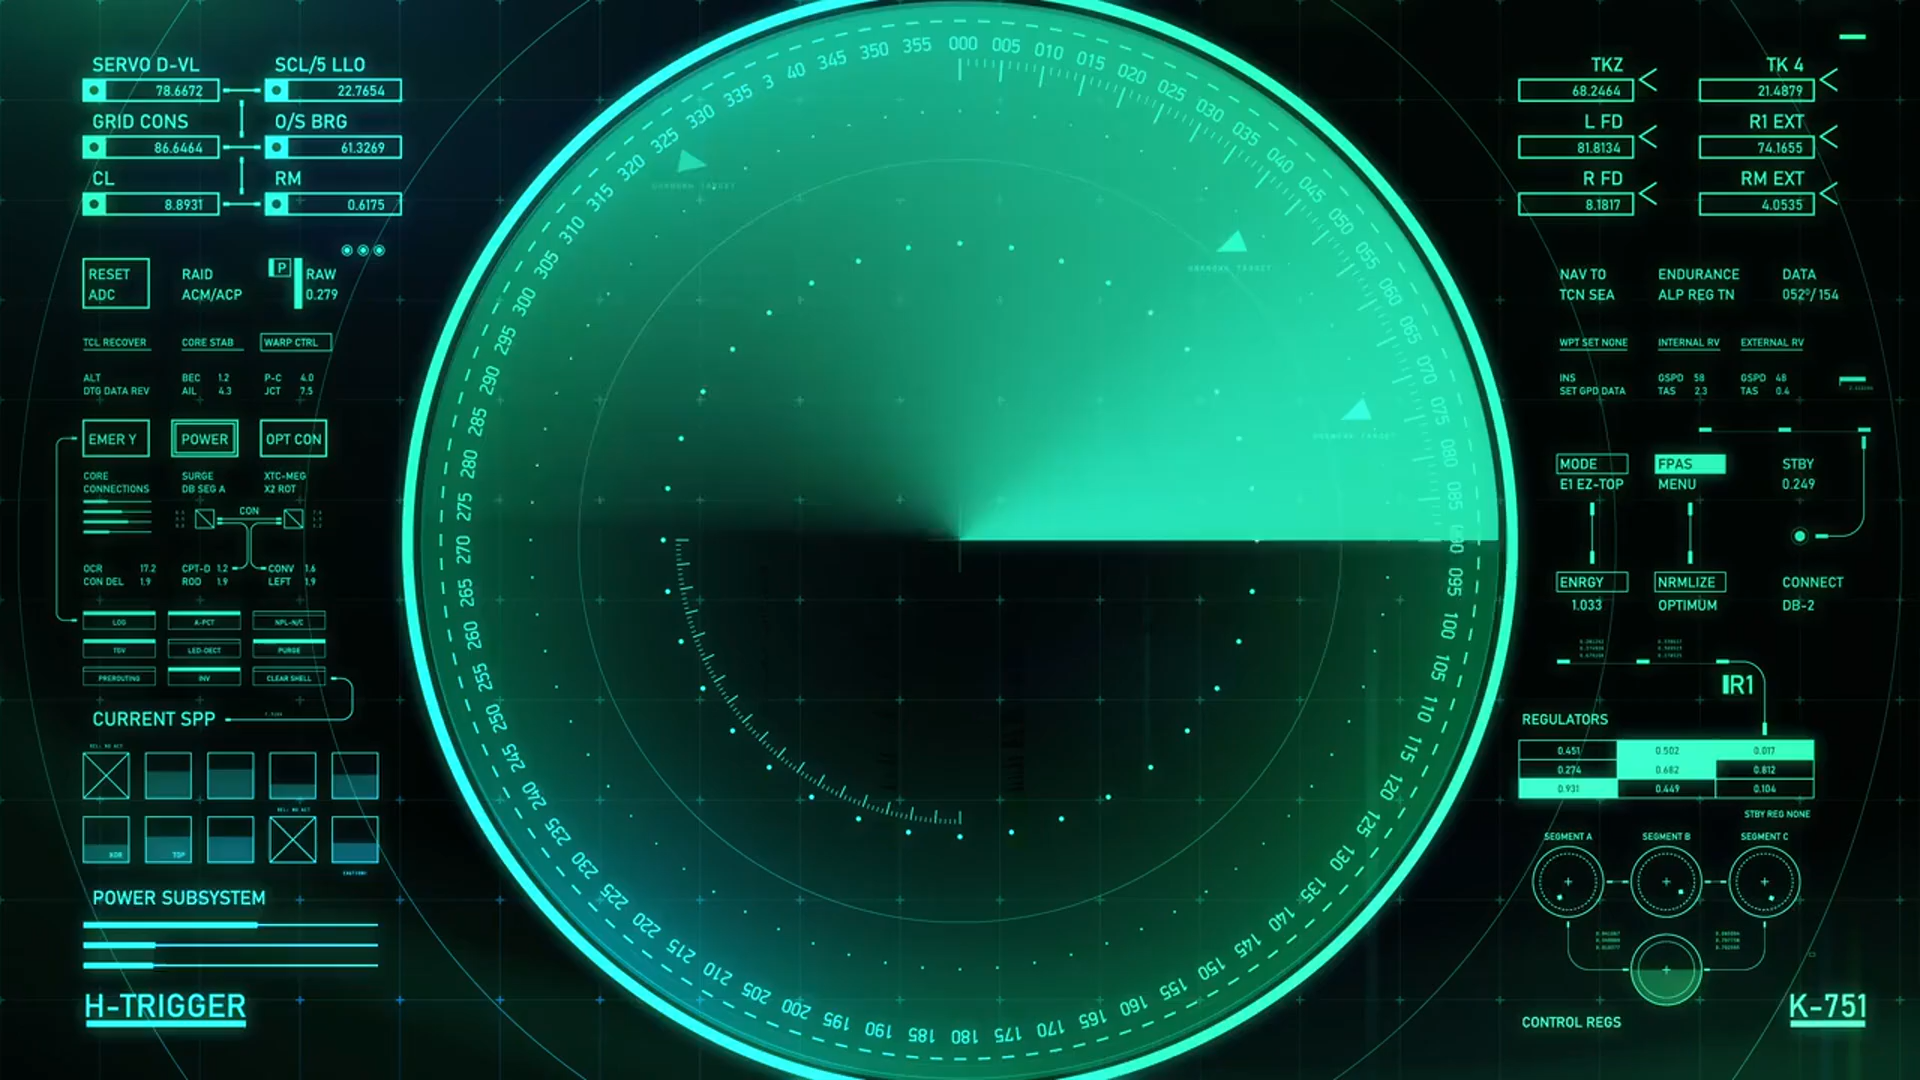 SERVO D-VL
78.6672
SCL/5 LLO
22.7654
GRID CONS
86.6464
O/S BRG
61.3269
CL
8.8931
RM
0.6175
RESET
ADC
RAID
ACM/ACP
P
RAW
0.279
TCL RECOVER
CORE STAB
WARP CTRL
ALT
DTG DATA REV
BEC 1.2
AIL 4.3
P-C 4.0
JCT 7.5
EMER Y
POWER
OPT CON
CORE
CONNECTIONS
SURGE
DB SEG A
XTC-MEG
X2 ROT
CON
OCR 17.2
CON DEL 1.9
CPT-D 1.2
ROD 1.9
CONV 1.6
LEFT 1.9
LOG
A-PCT
NPL-N/C
TGV
LED-DECT
PURGE
PREROUTING
INV
CLEAR SHELL
CURRENT SPP
TOP
POWER SUBSYSTEM
H-TRIGGER
000
005
010
015
020
025
030
035
040
045
050
055
060
065
070
075
080
085
090
095
100
105
110
115
120
125
130
135
140
145
150
155
160
165
170
175
180
185
190
195
200
205
210
215
220
225
230
235
240
245
250
255
260
265
270
275
280
285
290
295
300
305
310
315
320
325
330
335
3 40
345
350
355
UNKNOWN TARGET
UNKNOWN TARGET
UNKNOWN TARGET
TKZ
68.2464
TK 4
21.4879
L FD
81.8134
R1 EXT
74.1655
R FD
8.1817
RM EXT
4.0535
NAV TO
TCN SEA
ENDURANCE
ALP REG TN
DATA
052°/154
WPT SET NONE
INTERNAL RV
EXTERNAL RV
INS
SET GPD DATA
GSPD 58
TAS 2.3
GSPD 48
TAS 0.4
MODE
E1 EZ-TOP
FPAS
MENU
STBY
0.249
ENRGY
1.033
NRMLIZE
OPTIMUM
CONNECT
DB-2
IR1
REGULATORS
0.451 0.502 0.017
0.274 0.682 0.812
0.931 0.449 0.104
STBY REG NONE
SEGMENT A
SEGMENT B
SEGMENT C
CONTROL REGS
K-751